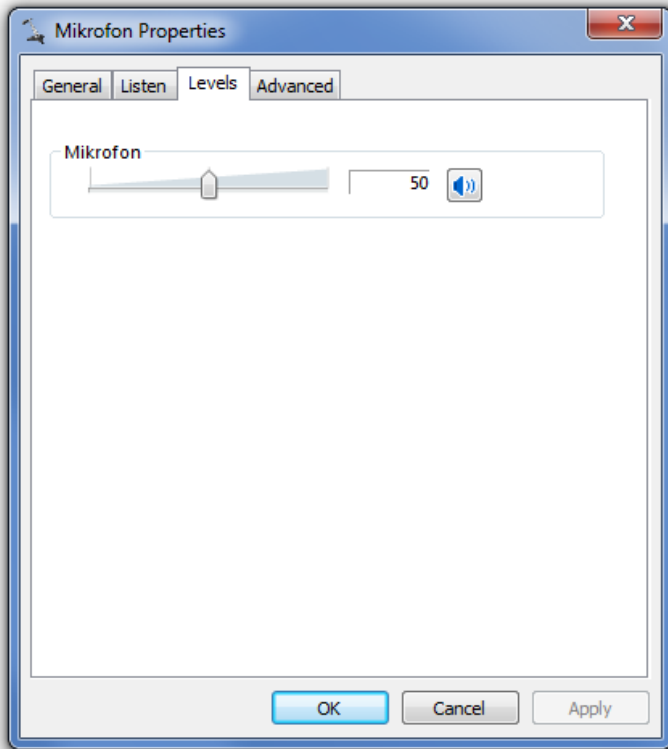 Mikrofon Properties
General Listen Levels Advanced
Mikrofon
50
OK Cancel Apply